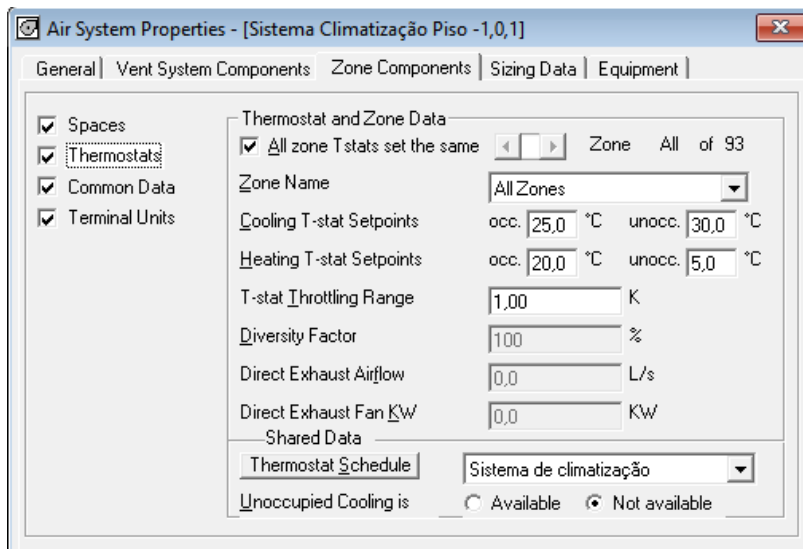 Air System Properties - [Sistema Climatização Piso -1,0,1]
General Vent System Components Zone Components Sizing Data Equipment
Spaces
Thermostats
Common Data
Terminal Units
Thermostat and Zone Data
All zone Tstats set the same Zone All of 93
Zone Name All Zones
Cooling T-stat Setpoints occ. 25,0 °C unocc. 30,0 °C
Heating T-stat Setpoints occ. 20,0 °C unocc. 5,0 °C
T-stat Throttling Range 1,00 K
Diversity Factor 100 %
Direct Exhaust Airflow 0,0 L/s
Direct Exhaust Fan KW 0,0 KW
Shared Data
Thermostat Schedule Sistema de climatização
Unoccupied Cooling is Available Not available